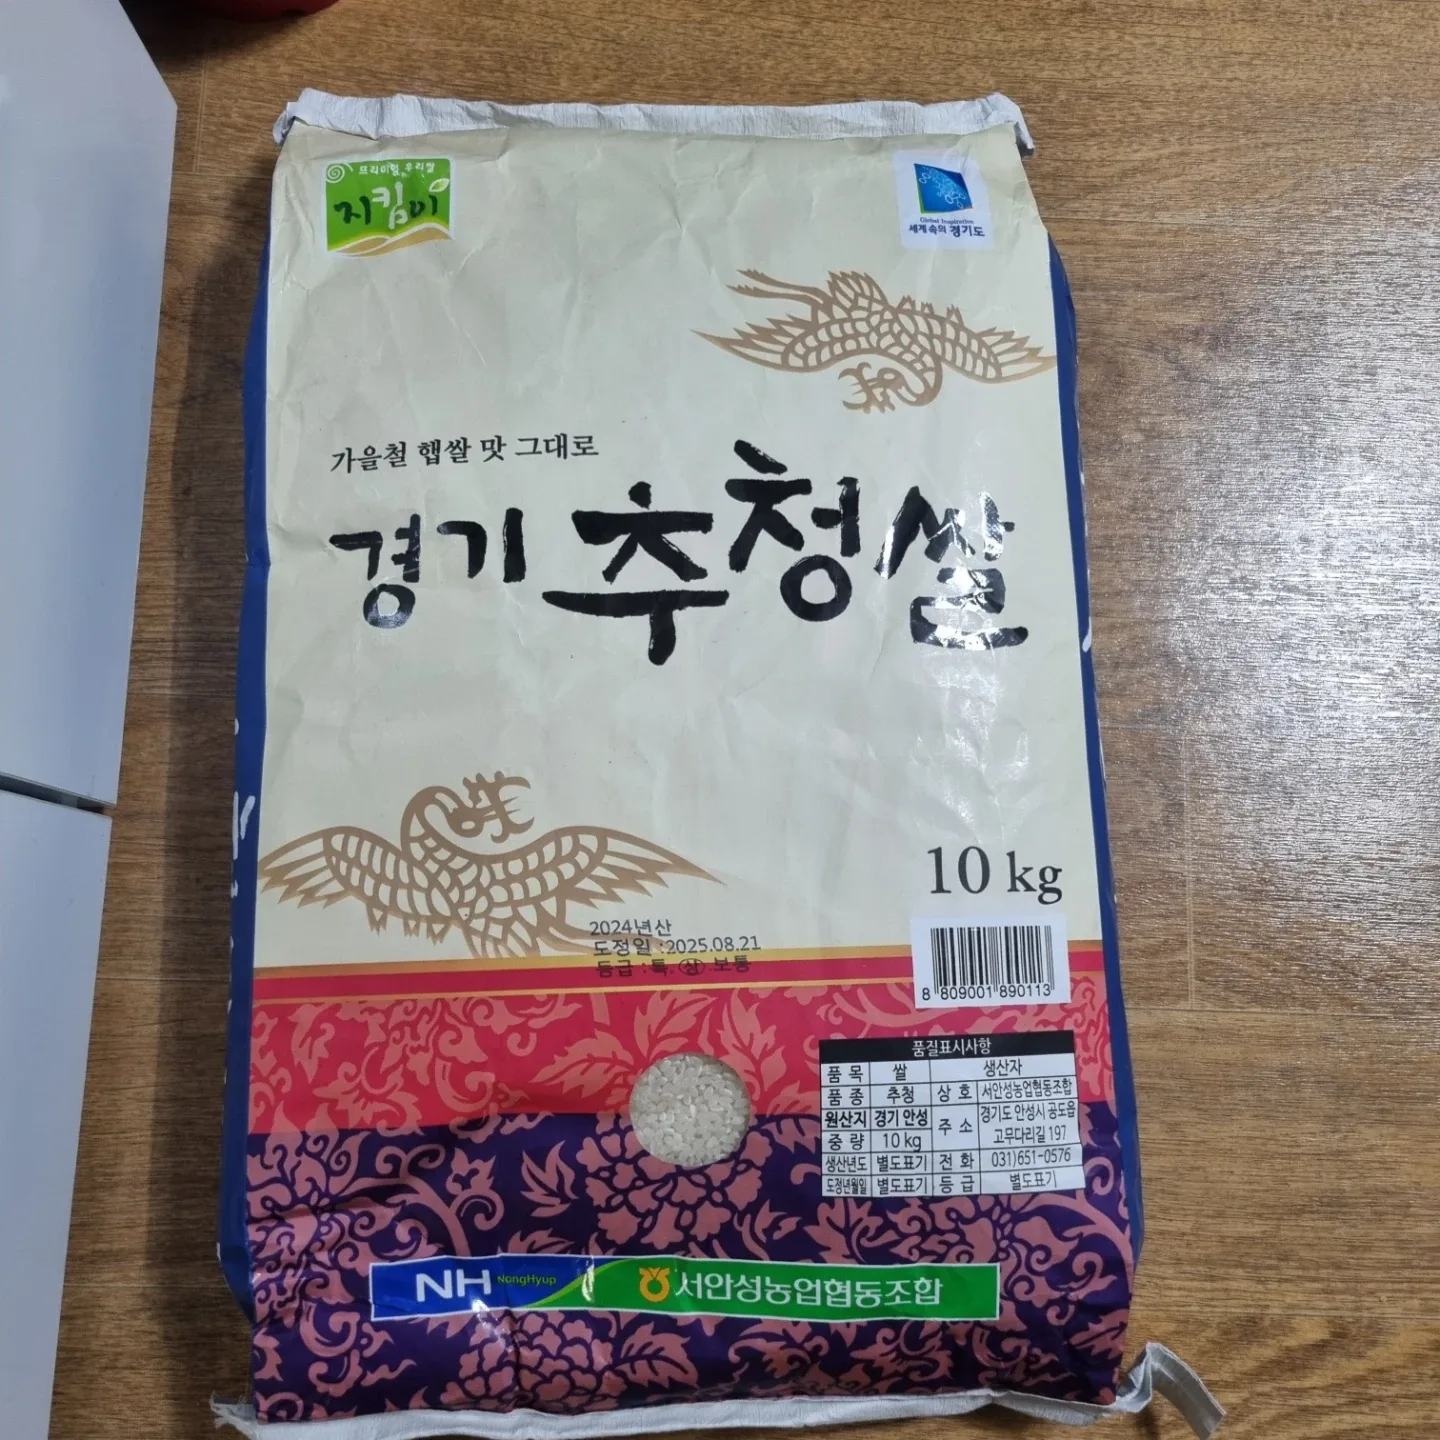 프리미엄 우리쌀
지킴이
Global Inspiration
세계 속의 경기도
가을철 햅쌀 맛 그대로
경기 추청쌀
10 kg
2024년산
도정일 :2025.08.21
등급 : 특. 상 보통
8 809001 890113
품질표시사항
품 목 쌀 생산자
품 종 추청 상 호 서안성농업협동조합
원산지 경기 안성 주 소 경기도 안성시 공도읍 고무다리길 197
중 량 10 kg
생산년도 별도표기 전 화 031)651-0576
도정년월일 별도표기 등 급 별도표기
NH NongHyup 서안성농업협동조합